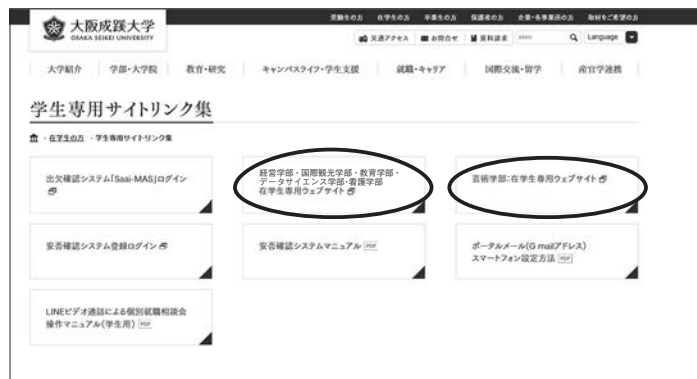 受験生の方 在学生の方 卒業生の方 保護者の方 企業・各事業所の方 取材をご希望の方
大阪成蹊大学
OSAKA SEIKEI UNIVERSITY
交通アクセス お問合せ 資料請求 Language
大学紹介 学部・大学院 教育・研究 キャンパスライフ・学生支援 就職・キャリア 国際交流・留学 産官学連携
学生専用サイトリンク集
在学生の方 学生専用サイトリンク集
出欠確認システム「Saai-MAS」ログイン
経営学部・国際観光学部・教育学部・
データサイエンス学部・看護学部
在学生専用ウェブサイト
芸術学部:在学生専用ウェブサイト
安否確認システム登録ログイン
安否確認システムマニュアル PDF
ポータルメール(G mailアドレス)
スマートフォン設定方法 PDF
LINEビデオ通話による個別就職相談会
操作マニュアル(学生用) PDF